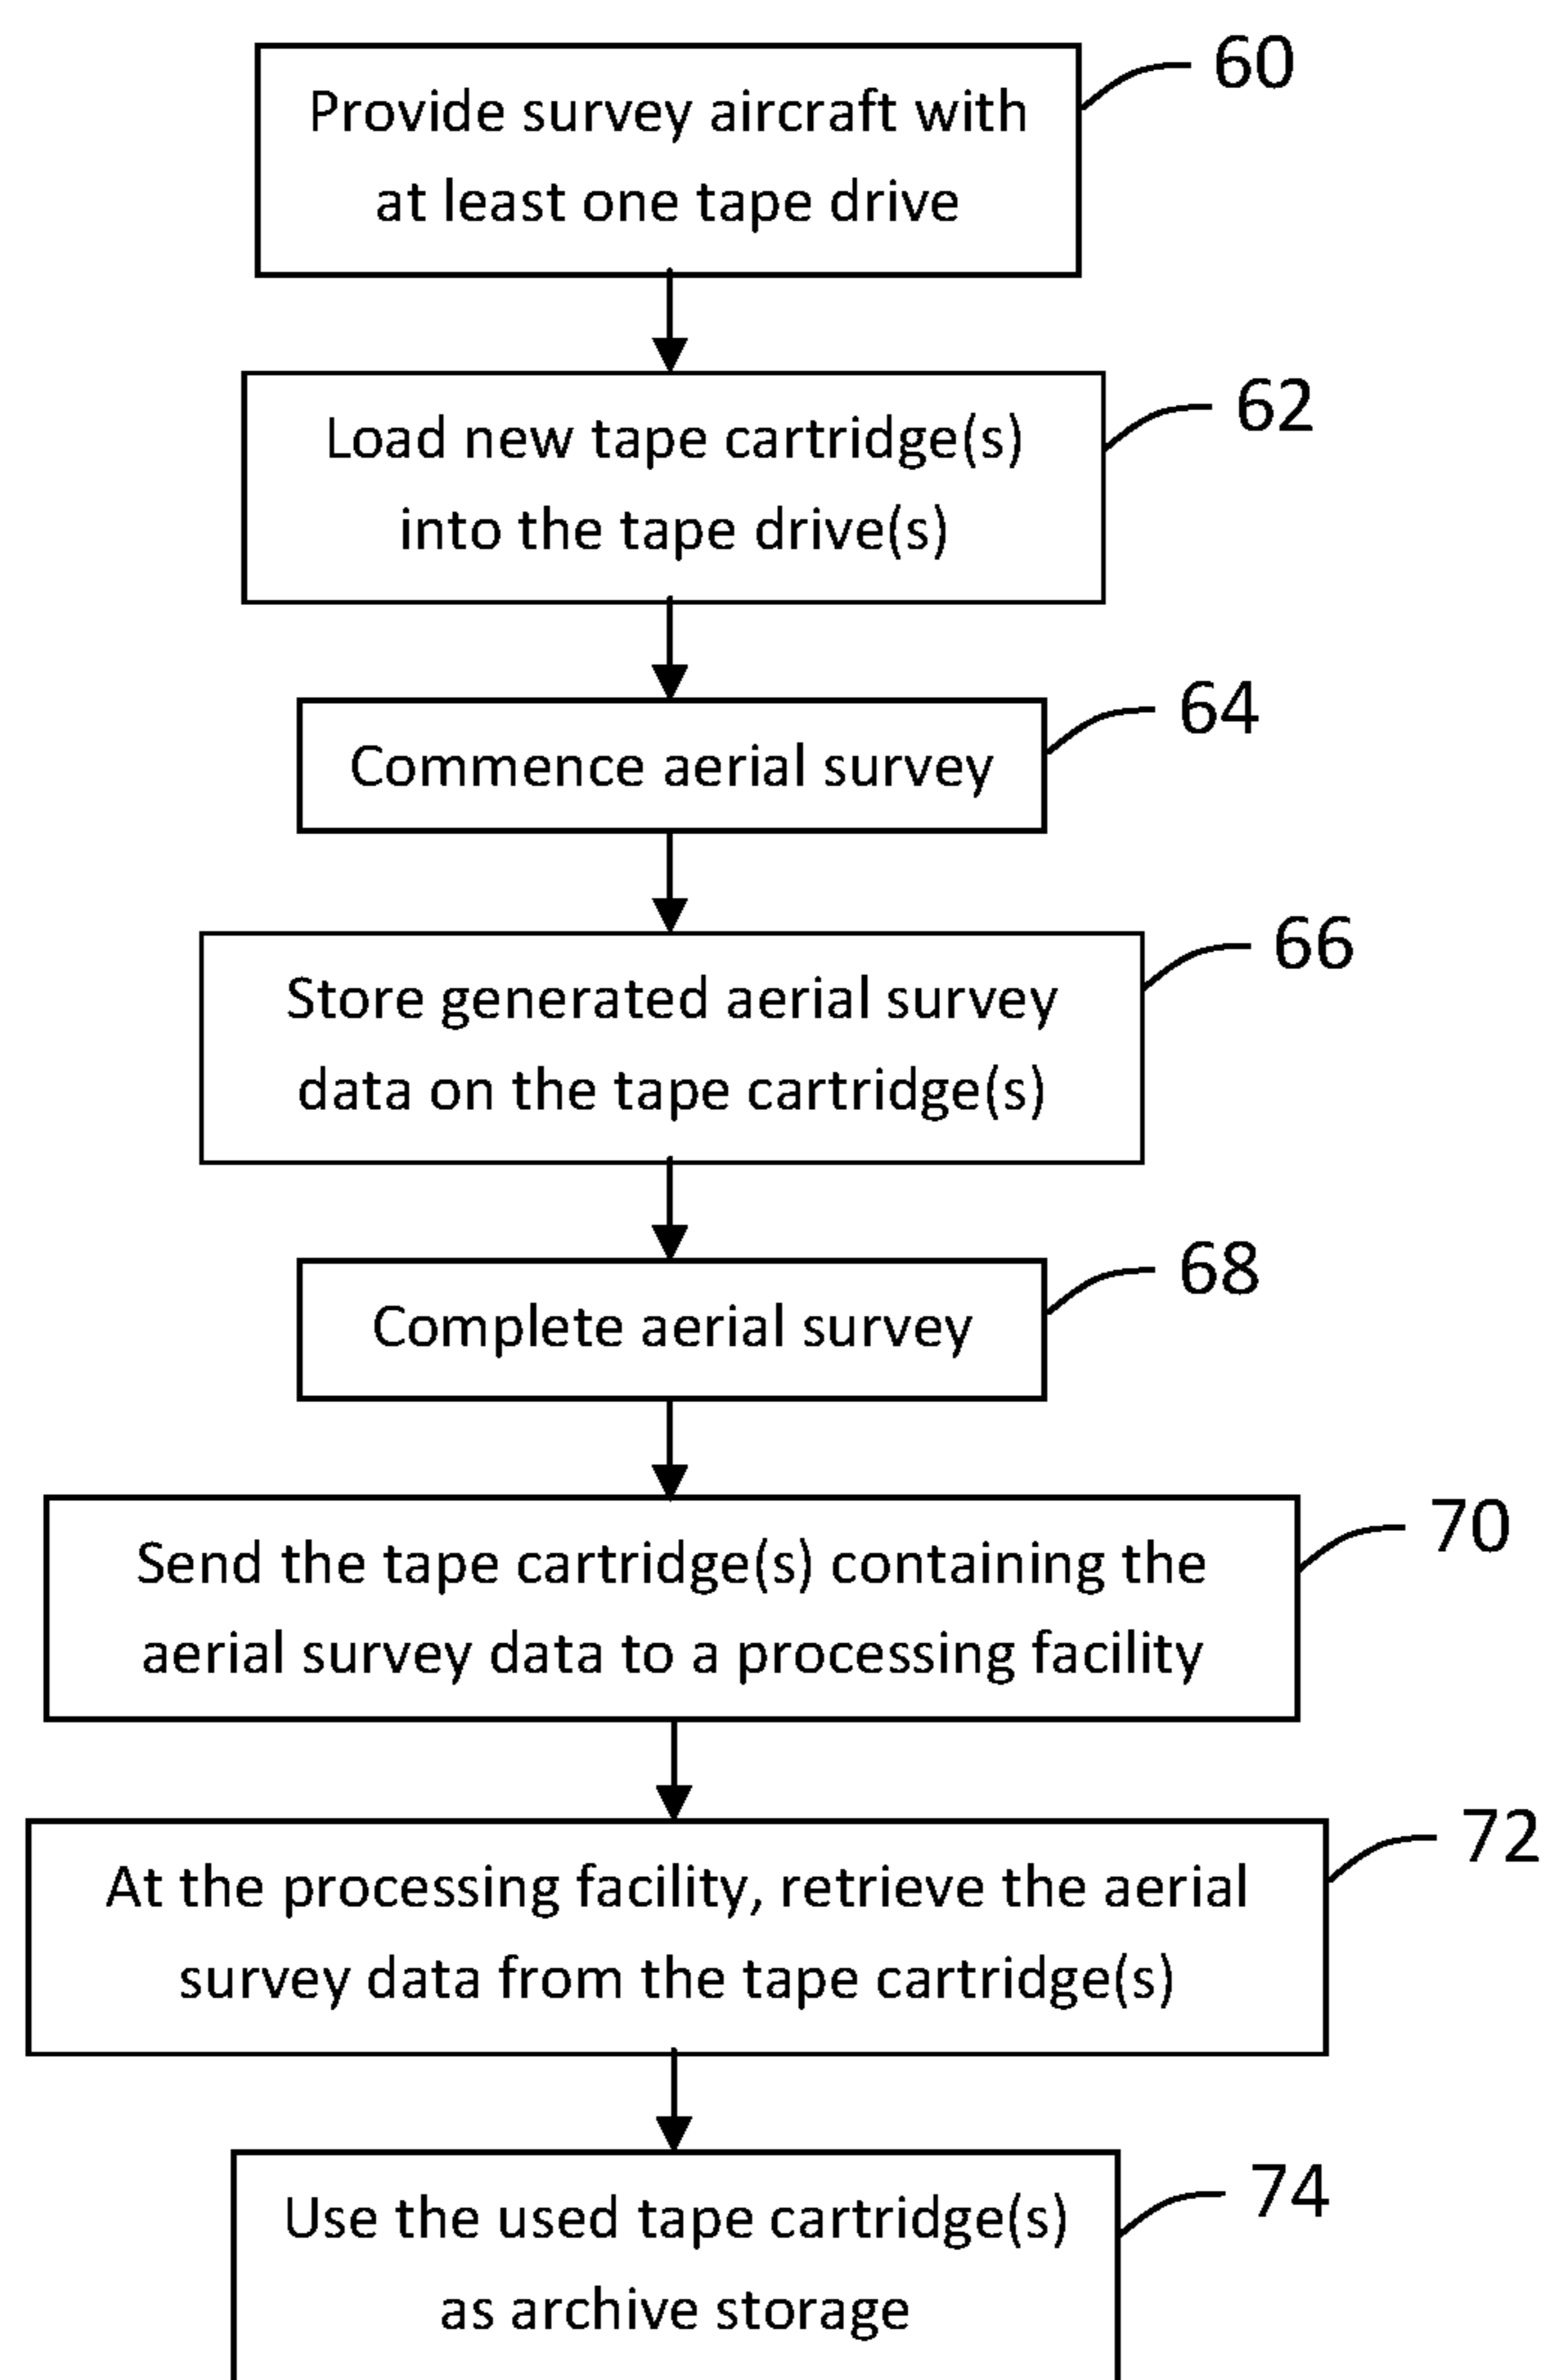 60
Provide survey aircraft with
at least one tape drive
62
Load new tape cartridge(s)
into the tape drive(s)
64
Commence aerial survey
66
Store generated aerial survey
data on the tape cartridge(s)
68
Complete aerial survey
70
Send the tape cartridge(s) containing the
aerial survey data to a processing facility
72
At the processing facility, retrieve the aerial
survey data from the tape cartridge(s)
74
Use the used tape cartridge(s)
as archive storage